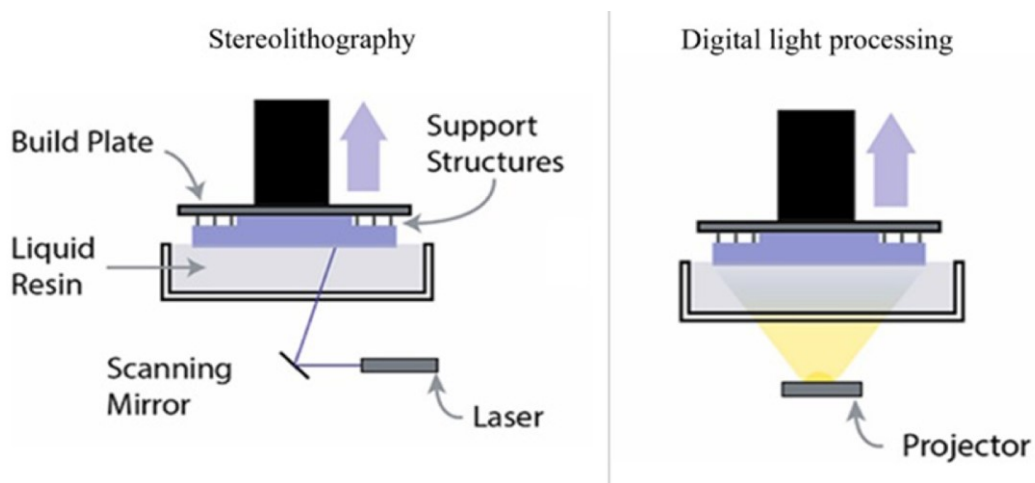 Stereolithography
Build Plate
Support
Structures
Liquid
Resin
Scanning
Mirror
Laser
Digital light processing
Projector